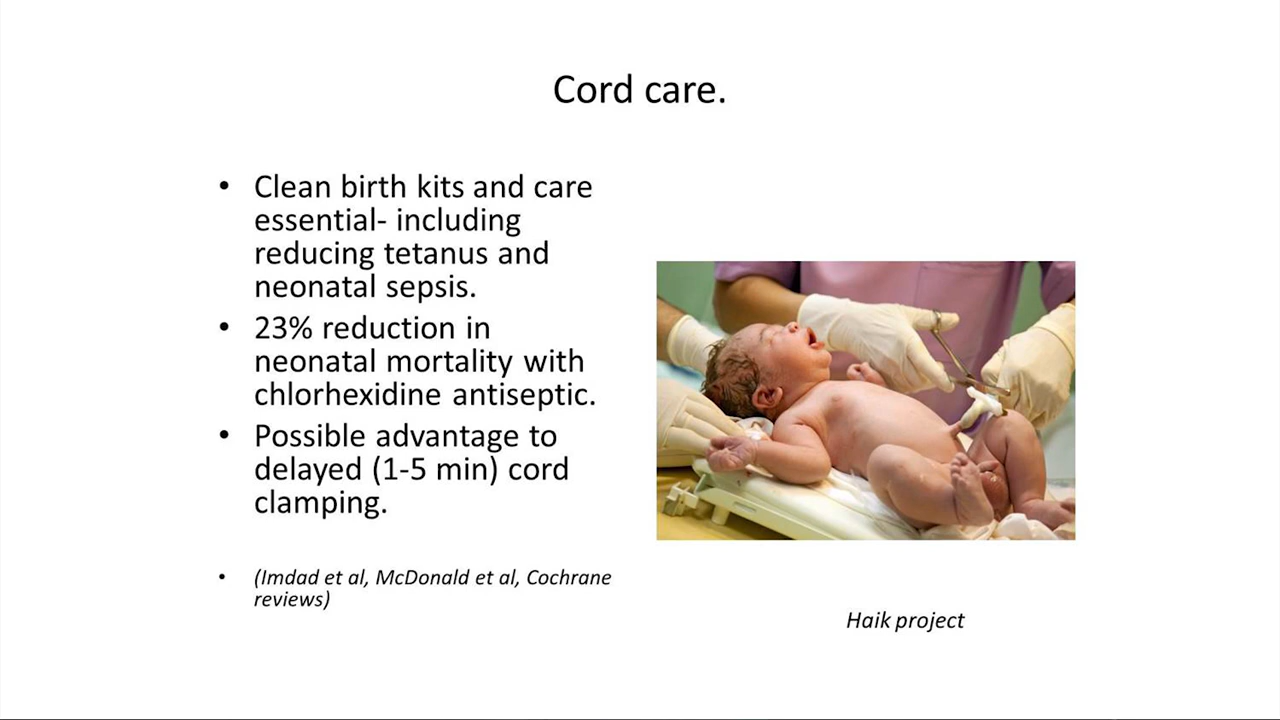 Cord care.
• Clean birth kits and care
essential- including
reducing tetanus and
neonatal sepsis.
• 23% reduction in
neonatal mortality with
chlorhexidine antiseptic.
• Possible advantage to
delayed (1-5 min) cord
clamping.
• (Imdad et al, McDonald et al, Cochrane
reviews)
Haik project